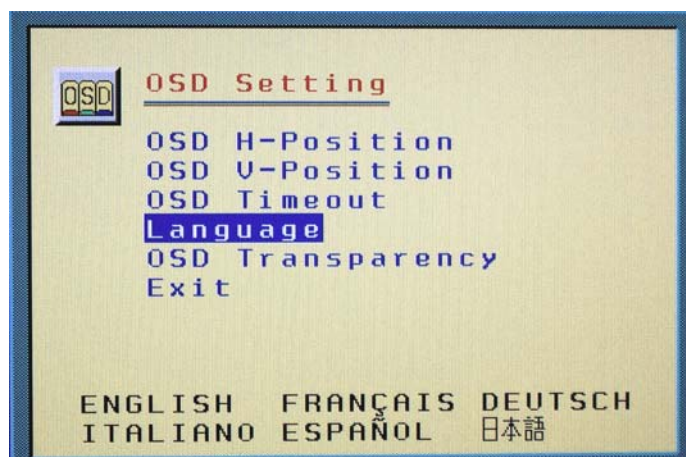 OSD
OSD Setting
OSD H-Position
OSD V-Position
OSD Timeout
Language
OSD Transparency
Exit
ENGLISH FRANÇAIS DEUTSCH
ITALIANO ESPAÑOL 日本語